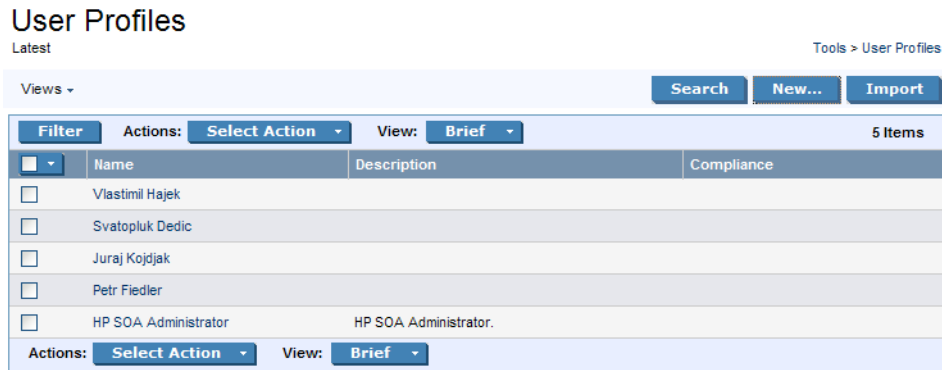 User Profiles
Latest
Tools > User Profiles
Views
Search New... Import
Filter Actions: Select Action View: Brief 5 Items
Name Description Compliance
Vlastimil Hajek
Svatopluk Dedic
Juraj Kojdjak
Petr Fiedler
HP SOA Administrator HP SOA Administrator.
Actions: Select Action View: Brief